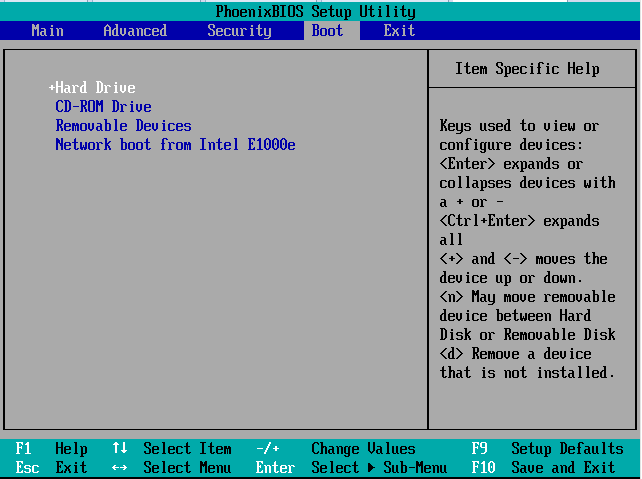 PhoenixBIOS Setup Utility
Main Advanced Security Boot Exit
+Hard Drive
CD-ROM Drive
Removable Devices
Network boot from Intel E1000e
Item Specific Help
Keys used to view or
configure devices:
<Enter> expands or
collapses devices with
a + or -
<Ctrl+Enter> expands
all
<+> and <-> moves the
device up or down.
<n> May move removable
device between Hard
Disk or Removable Disk
<d> Remove a device
that is not installed.
F1 Help ↑↓ Select Item -/+ Change Values F9 Setup Defaults
Esc Exit ↔ Select Menu Enter Select ▶ Sub-Menu F10 Save and Exit